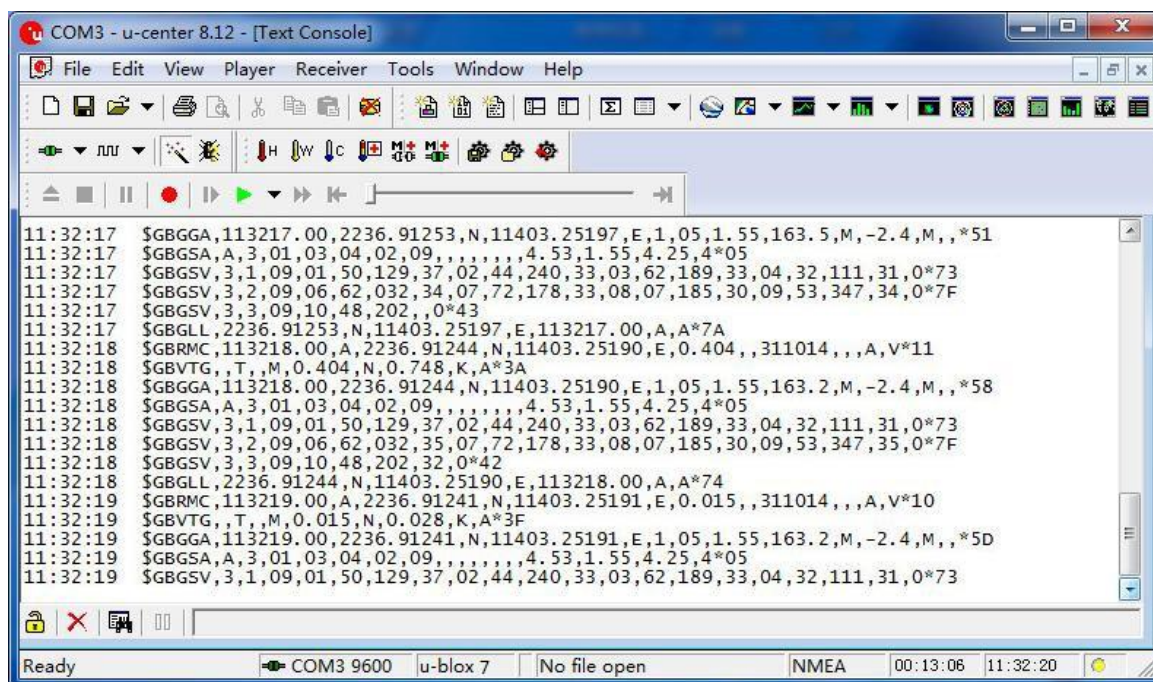 COM3 - u-center 8.12 - [Text Console]
File Edit View Player Receiver Tools Window Help
11:32:17 $GBGGA,113217.00,2236.91253,N,11403.25197,E,1,05,1.55,163.5,M,-2.4,M,,*51
11:32:17 $GBGSA,A,3,01,03,04,02,09,,,,,,,,4.53,1.55,4.25,4*05
11:32:17 $GBGSV,3,1,09,01,50,129,37,02,44,240,33,03,62,189,33,04,32,111,31,0*73
11:32:17 $GBGSV,3,2,09,06,62,032,34,07,72,178,33,08,07,185,30,09,53,347,34,0*7F
11:32:17 $GBGSV,3,3,09,10,48,202,,0*43
11:32:17 $GBGLL,2236.91253,N,11403.25197,E,113217.00,A,A*7A
11:32:18 $GBRMC,113218.00,A,2236.91244,N,11403.25190,E,0.404,,311014,,,A,V*11
11:32:18 $GBVTG,,T,,M,0.404,N,0.748,K,A*3A
11:32:18 $GBGGA,113218.00,2236.91244,N,11403.25190,E,1,05,1.55,163.2,M,-2.4,M,,*58
11:32:18 $GBGSA,A,3,01,03,04,02,09,,,,,,,,4.53,1.55,4.25,4*05
11:32:18 $GBGSV,3,1,09,01,50,129,37,02,44,240,33,03,62,189,33,04,32,111,31,0*73
11:32:18 $GBGSV,3,2,09,06,62,032,35,07,72,178,33,08,07,185,30,09,53,347,35,0*7F
11:32:18 $GBGSV,3,3,09,10,48,202,32,0*42
11:32:18 $GBGLL,2236.91244,N,11403.25190,E,113218.00,A,A*74
11:32:19 $GBRMC,113219.00,A,2236.91241,N,11403.25191,E,0.015,,311014,,,A,V*10
11:32:19 $GBVTG,,T,,M,0.015,N,0.028,K,A*3F
11:32:19 $GBGGA,113219.00,2236.91241,N,11403.25191,E,1,05,1.55,163.2,M,-2.4,M,,*5D
11:32:19 $GBGSA,A,3,01,03,04,02,09,,,,,,,,4.53,1.55,4.25,4*05
11:32:19 $GBGSV,3,1,09,01,50,129,37,02,44,240,33,03,62,189,33,04,32,111,31,0*73
Ready COM3 9600 u-blox 7 No file open NMEA 00:13:06 11:32:20